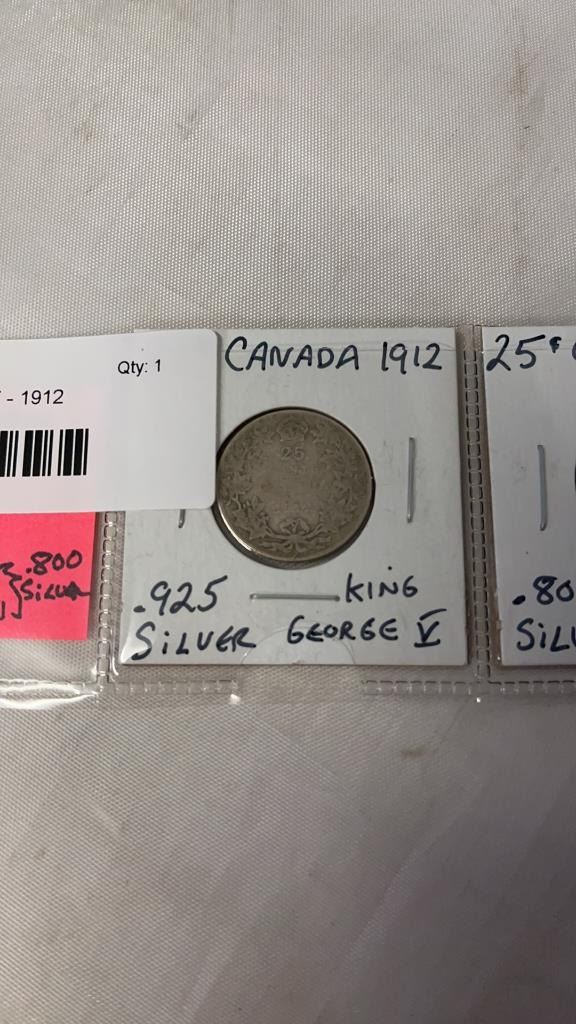 Qty: 1
- 1912
CANADA 1912
25
.925
SILVER
KING
GEORGE V
.800
SILVER
25¢
.80
SIL